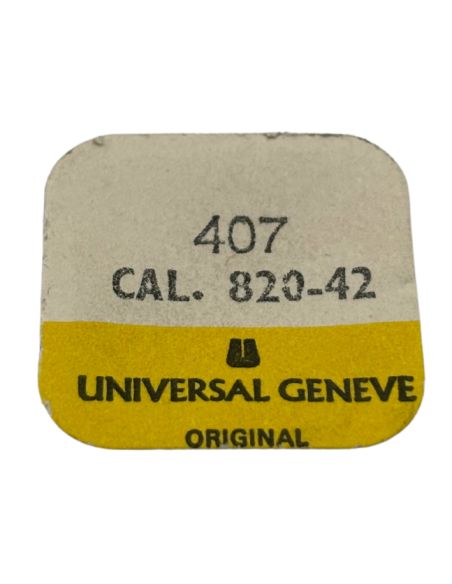 407
CAL. 820-42
UNIVERSAL GENEVE
ORIGINAL